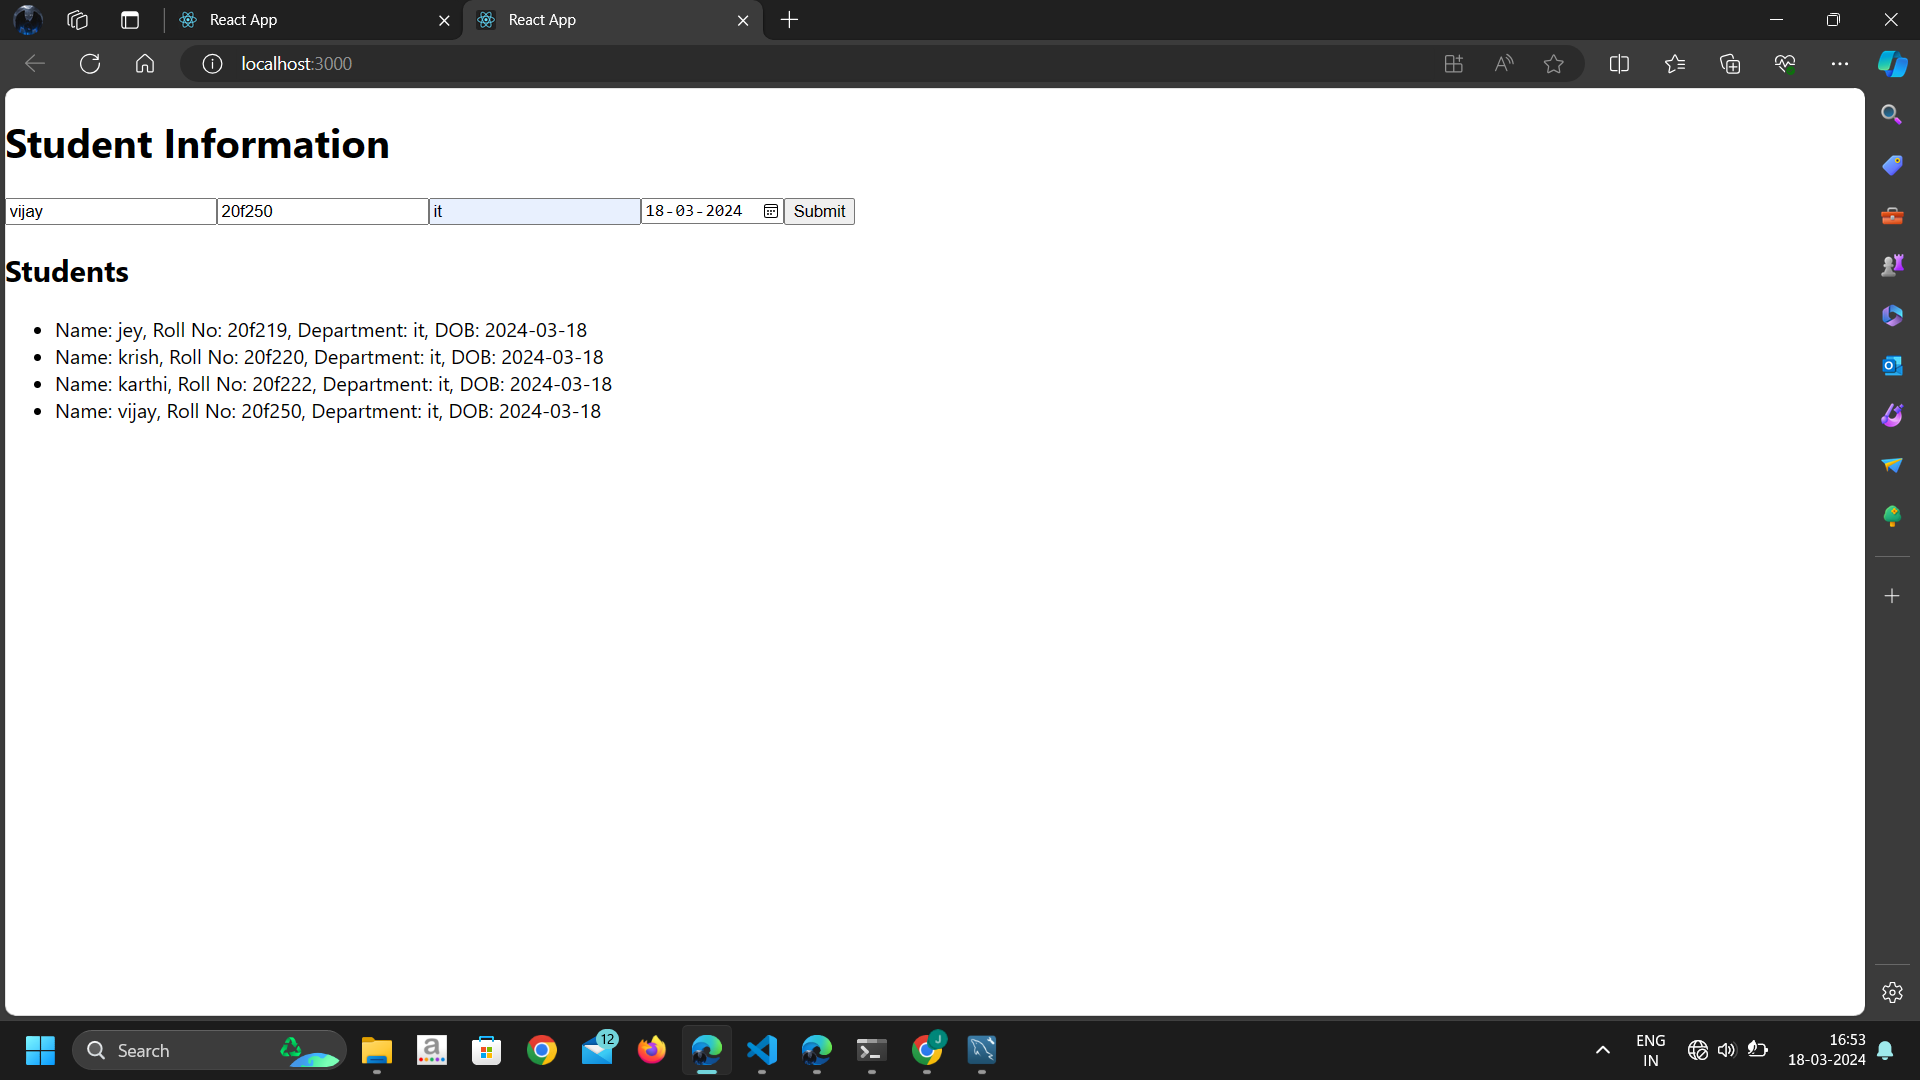 React App
React App
localhost:3000
Student Information
vijay 20f250 it 18-03-2024 Submit
Students
Name: jey, Roll No: 20f219, Department: it, DOB: 2024-03-18
Name: krish, Roll No: 20f220, Department: it, DOB: 2024-03-18
Name: karthi, Roll No: 20f222, Department: it, DOB: 2024-03-18
Name: vijay, Roll No: 20f250, Department: it, DOB: 2024-03-18
Search
a
12
J
ENG
IN
16:53
18-03-2024